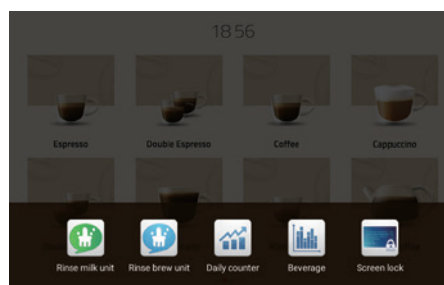 18 56
Espresso Double Espresso Coffee Cappuccino
Rinse milk unit Rinse brew unit Daily counter Beverage Screen lock